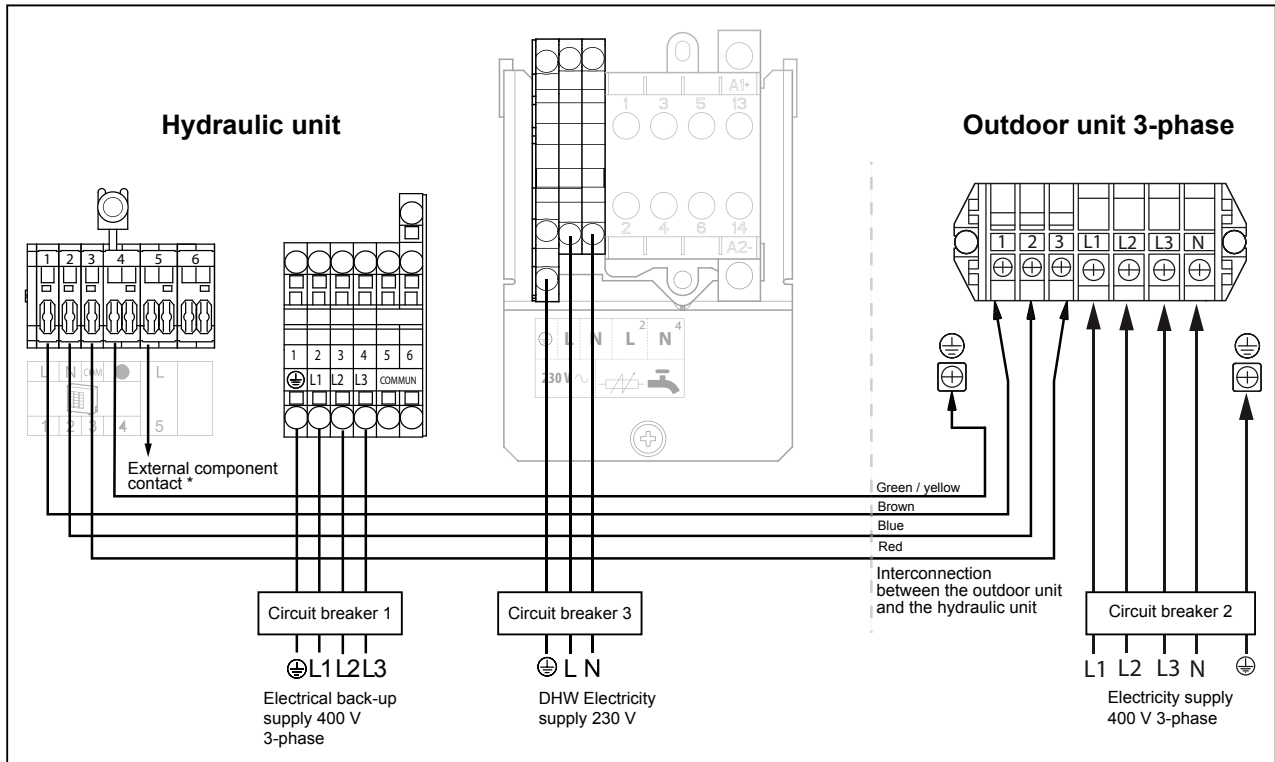 Hydraulic unit
Outdoor unit 3-phase
A1+
1 3 5 13
2 4 6 14
A2-
1 2 3 4 5 6
L N COM L
1 2 3 4 5
1 2 3 4 5 6
L1 L2 L3 COMMUN
L N L 2 N 4
230 V ~
1 2 3 L1 L2 L3 N
External component
contact *
Green / yellow
Brown
Blue
Red
Interconnection
between the outdoor unit
and the hydraulic unit
Circuit breaker 1
Circuit breaker 3
Circuit breaker 2
L1 L2 L3
L N
L1 L2 L3 N
Electrical back-up
supply 400 V
3-phase
DHW Electricity
supply 230 V
Electricity supply
400 V 3-phase